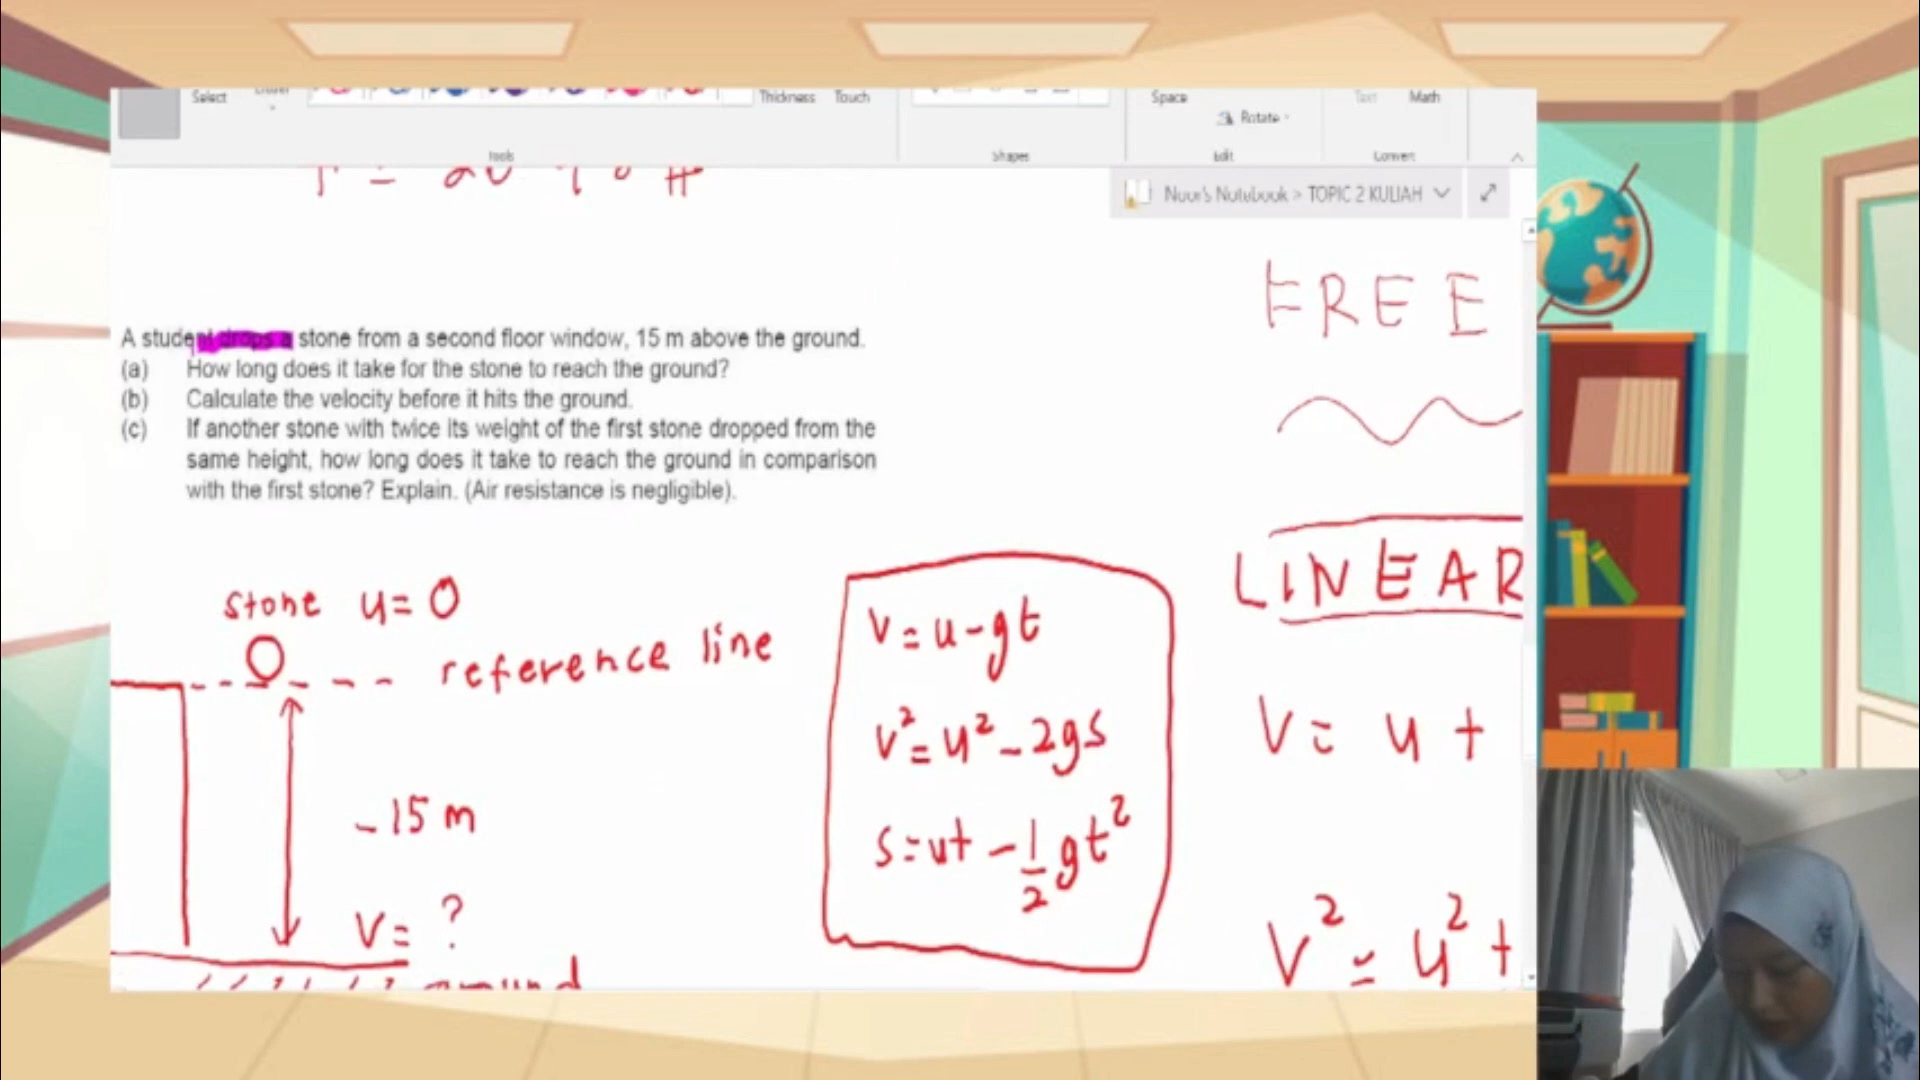 Select
Thickness Touch
Space
Text Math
Rotate
Tools
Shapes
Edit
Convert
Noor's Notebook > TOPIC 2 KULIAH
FREE
A student drops a stone from a second floor window, 15 m above the ground.
(a) How long does it take for the stone to reach the ground?
(b) Calculate the velocity before it hits the ground.
(c) If another stone with twice its weight of the first stone dropped from the
same height, how long does it take to reach the ground in comparison
with the first stone? Explain. (Air resistance is negligible).
LINEAR
stone u = 0
reference line
v = u - gt
v² = u² - 2gs
s = ut - 1/2 gt²
-15 m
v = ?
ground
v = u +
v² = u² +